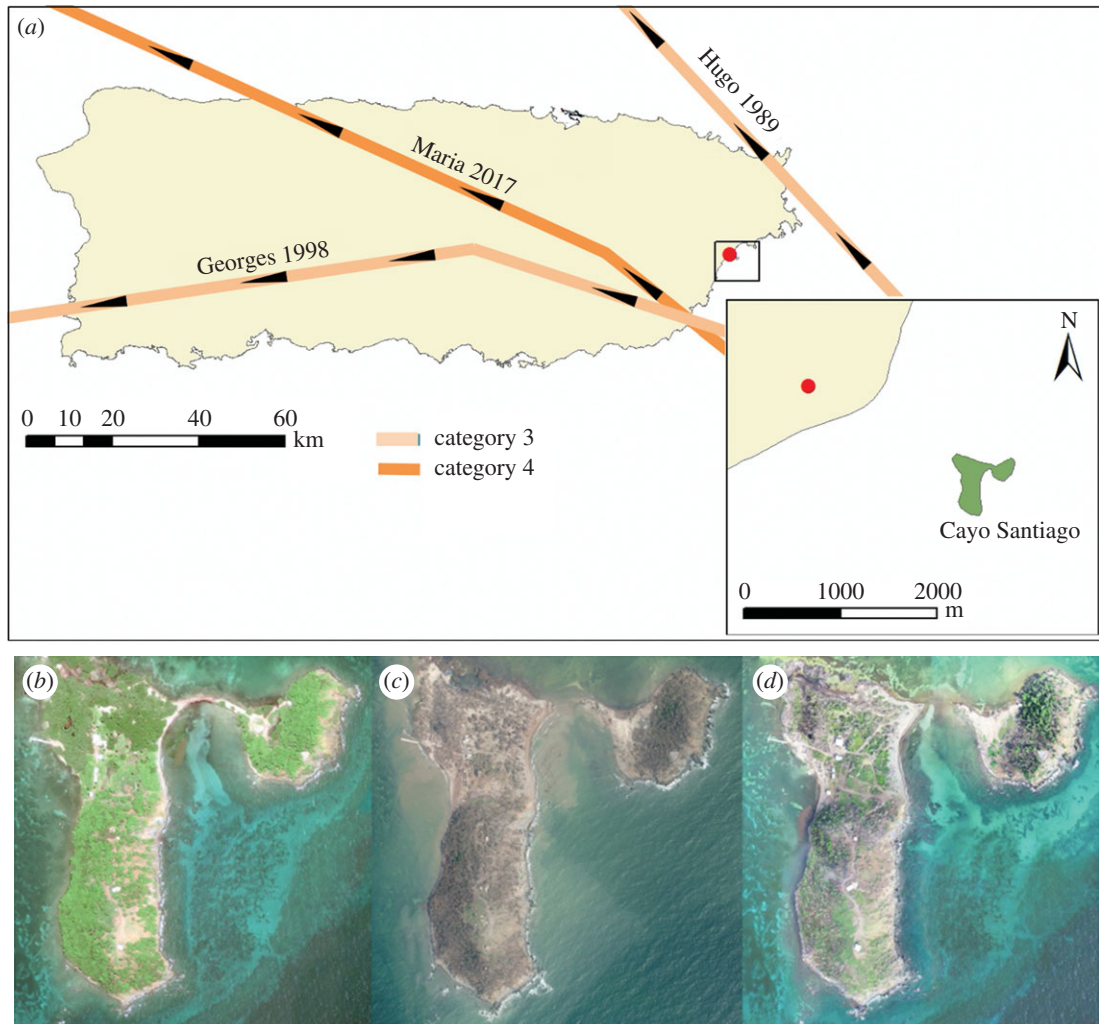 (a)
Hugo 1989
Maria 2017
Georges 1998
N
0 10 20 40 60
km
category 3
category 4
Cayo Santiago
0 1000 2000
m
(b) (c) (d)